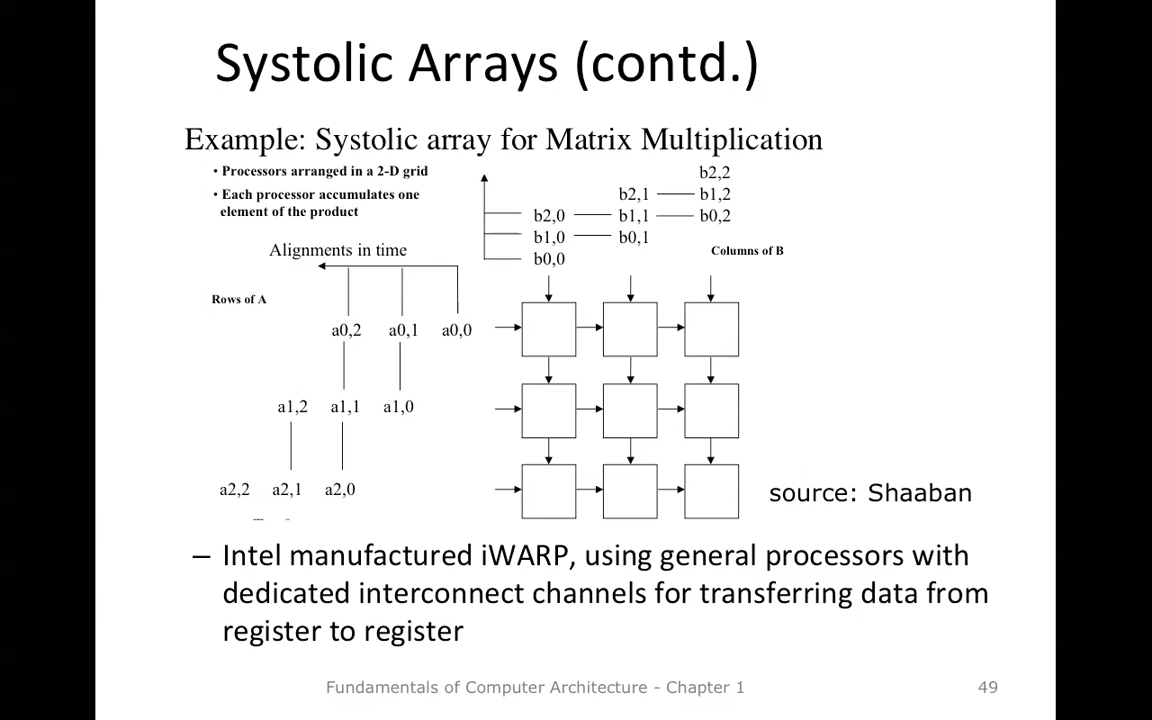 Systolic Arrays (contd.)
Example: Systolic array for Matrix Multiplication
• Processors arranged in a 2-D grid
• Each processor accumulates one
element of the product
Alignments in time
Rows of A
b2,2
b2,1 b1,2
b2,0 b1,1 b0,2
b1,0 b0,1
b0,0
Columns of B
a0,2 a0,1 a0,0
a1,2 a1,1 a1,0
a2,2 a2,1 a2,0
source: Shaaban
– Intel manufactured iWARP, using general processors with
dedicated interconnect channels for transferring data from
register to register
Fundamentals of Computer Architecture - Chapter 1
49